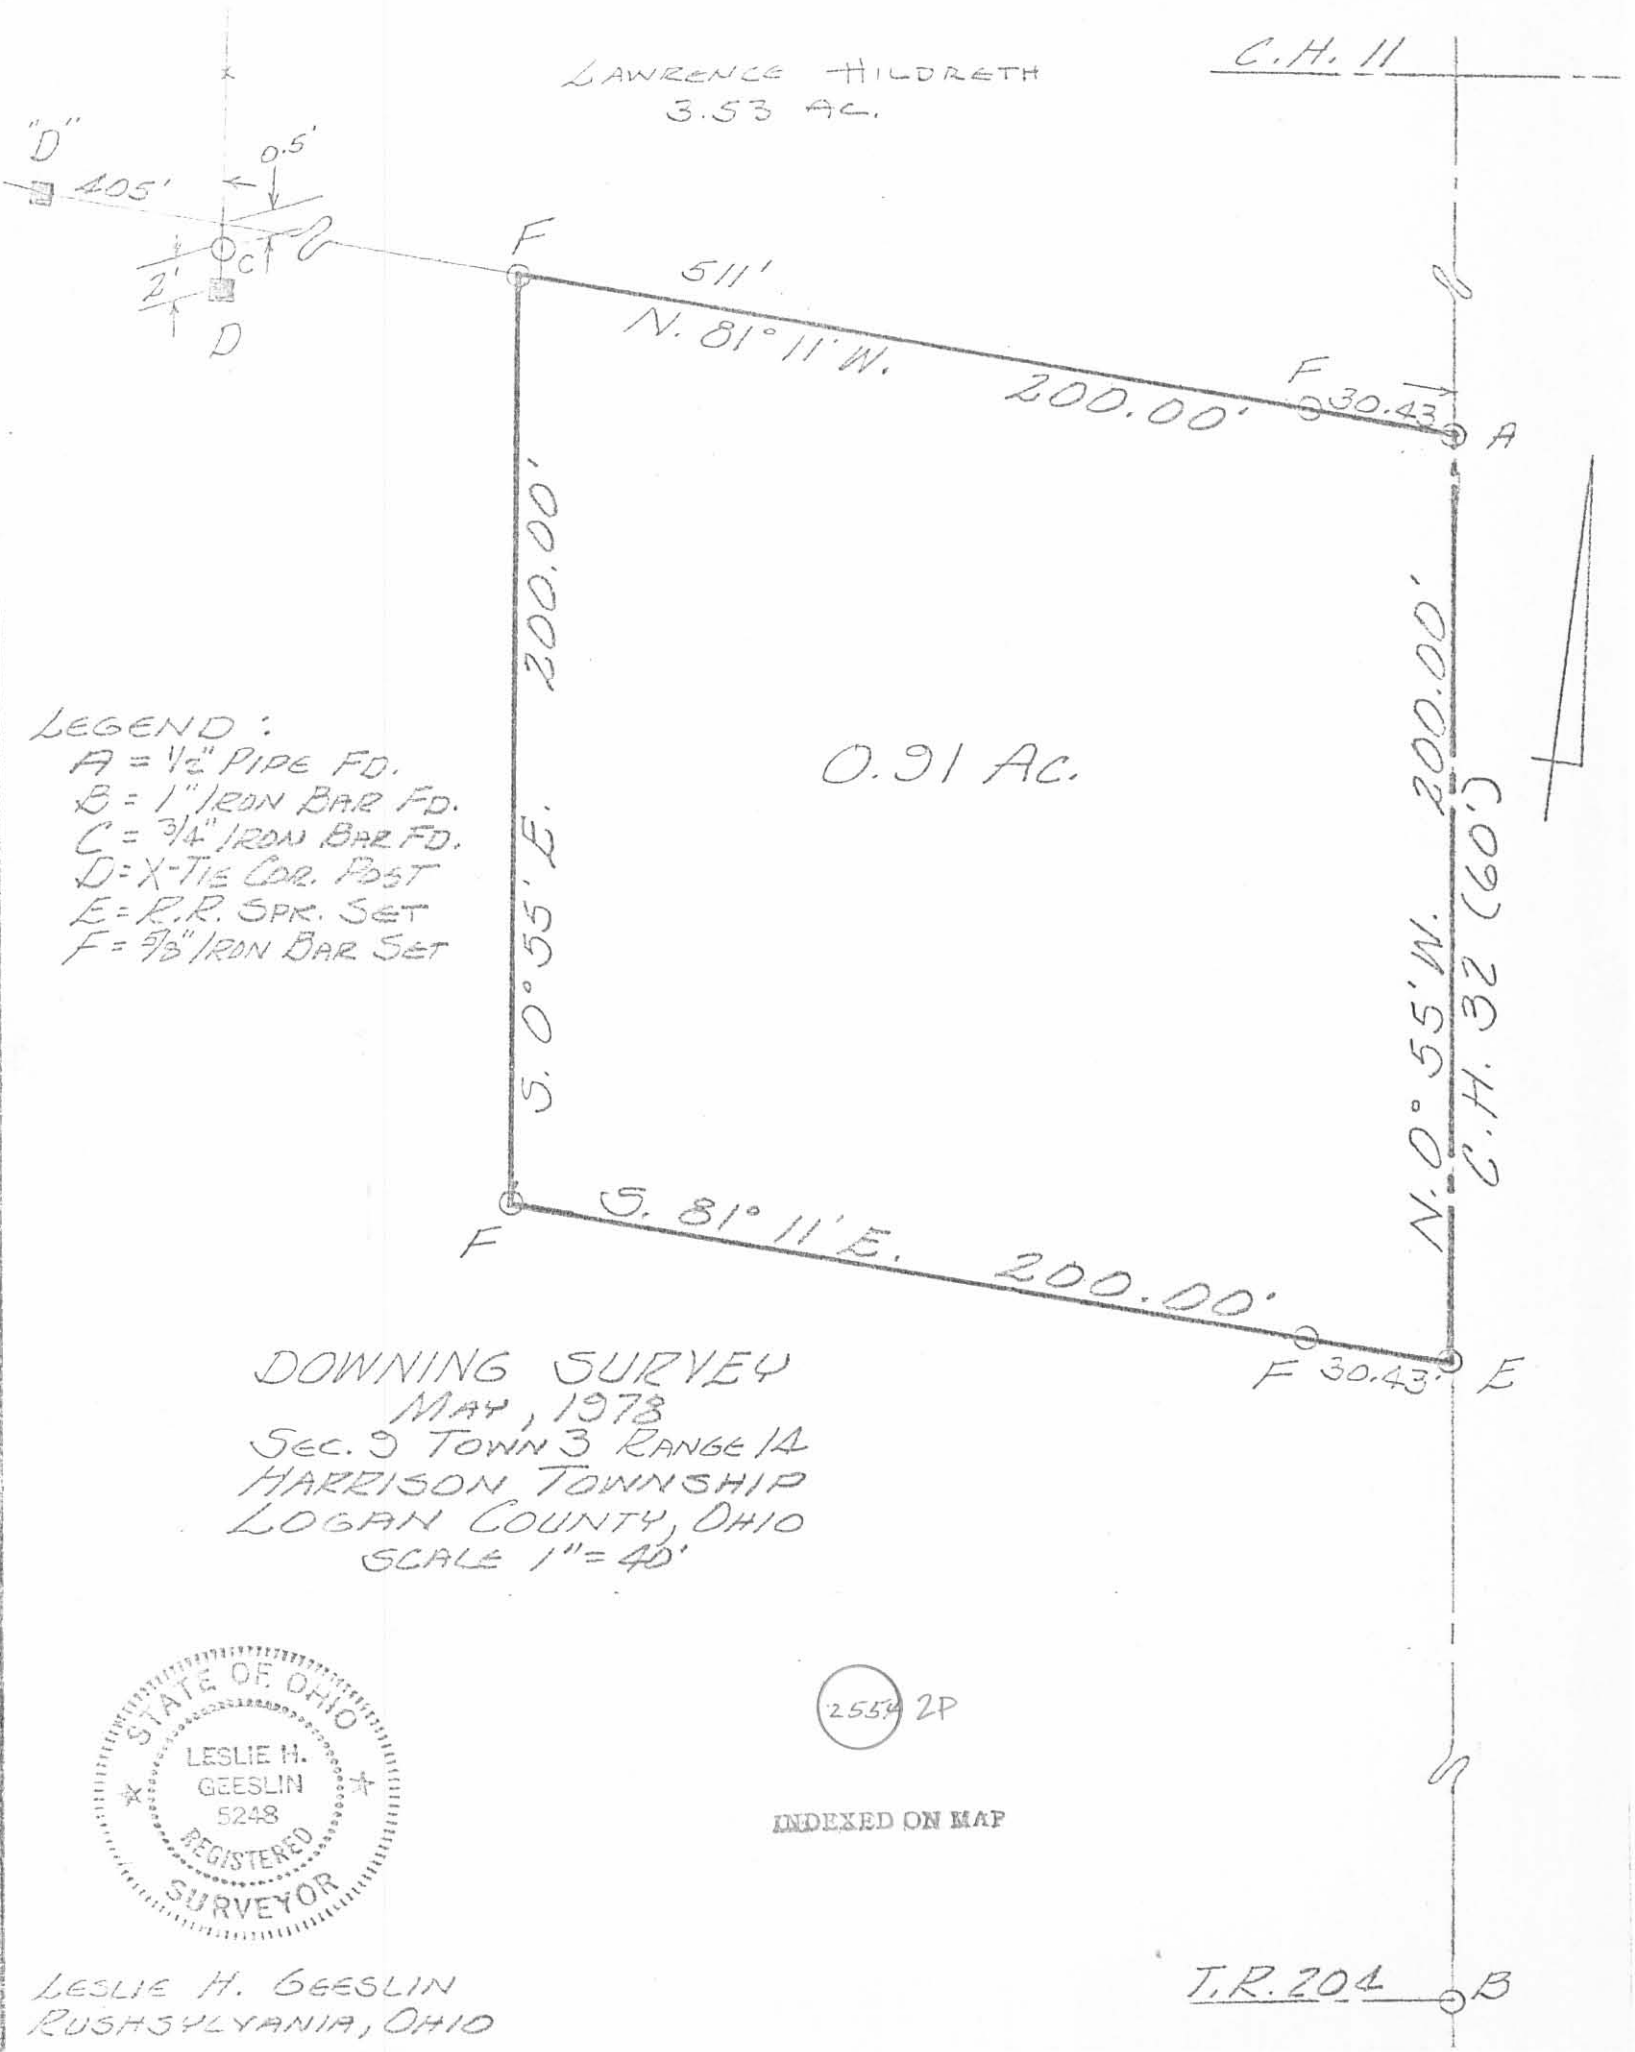 LAWRENCE HILDRETH
3.53 AC.
C.H. 11
"D"
405'
0.5'
C
2'
D
F
511'
N. 81° 11' W.
200.00'
F
30.43'
A
200.00'
S. 0° 55' E.
200.00'
N. 0° 55' W.
C.H. 32 (60')
0.91 AC.
LEGEND :
A = 1/2" PIPE FD.
B = 1" IRON BAR FD.
C = 3/4" IRON BAR FD.
D = X-TIE COR. POST
E = R.R. SPK. SET
F = 5/8" IRON BAR SET
F
S. 81° 11' E.
200.00'
F
30.43'
E
DOWNING SURVEY
MAY, 1978
SEC. 9 TOWN 3 RANGE 14
HARRISON TOWNSHIP
LOGAN COUNTY, OHIO
SCALE 1" = 40'
STATE OF OHIO
LESLIE H.
GEESLIN
5248
REGISTERED
SURVEYOR
2554 2P
INDEXED ON MAP
LESLIE H. GEESLIN
RUSHSYLVANIA, OHIO
T.R. 204
B